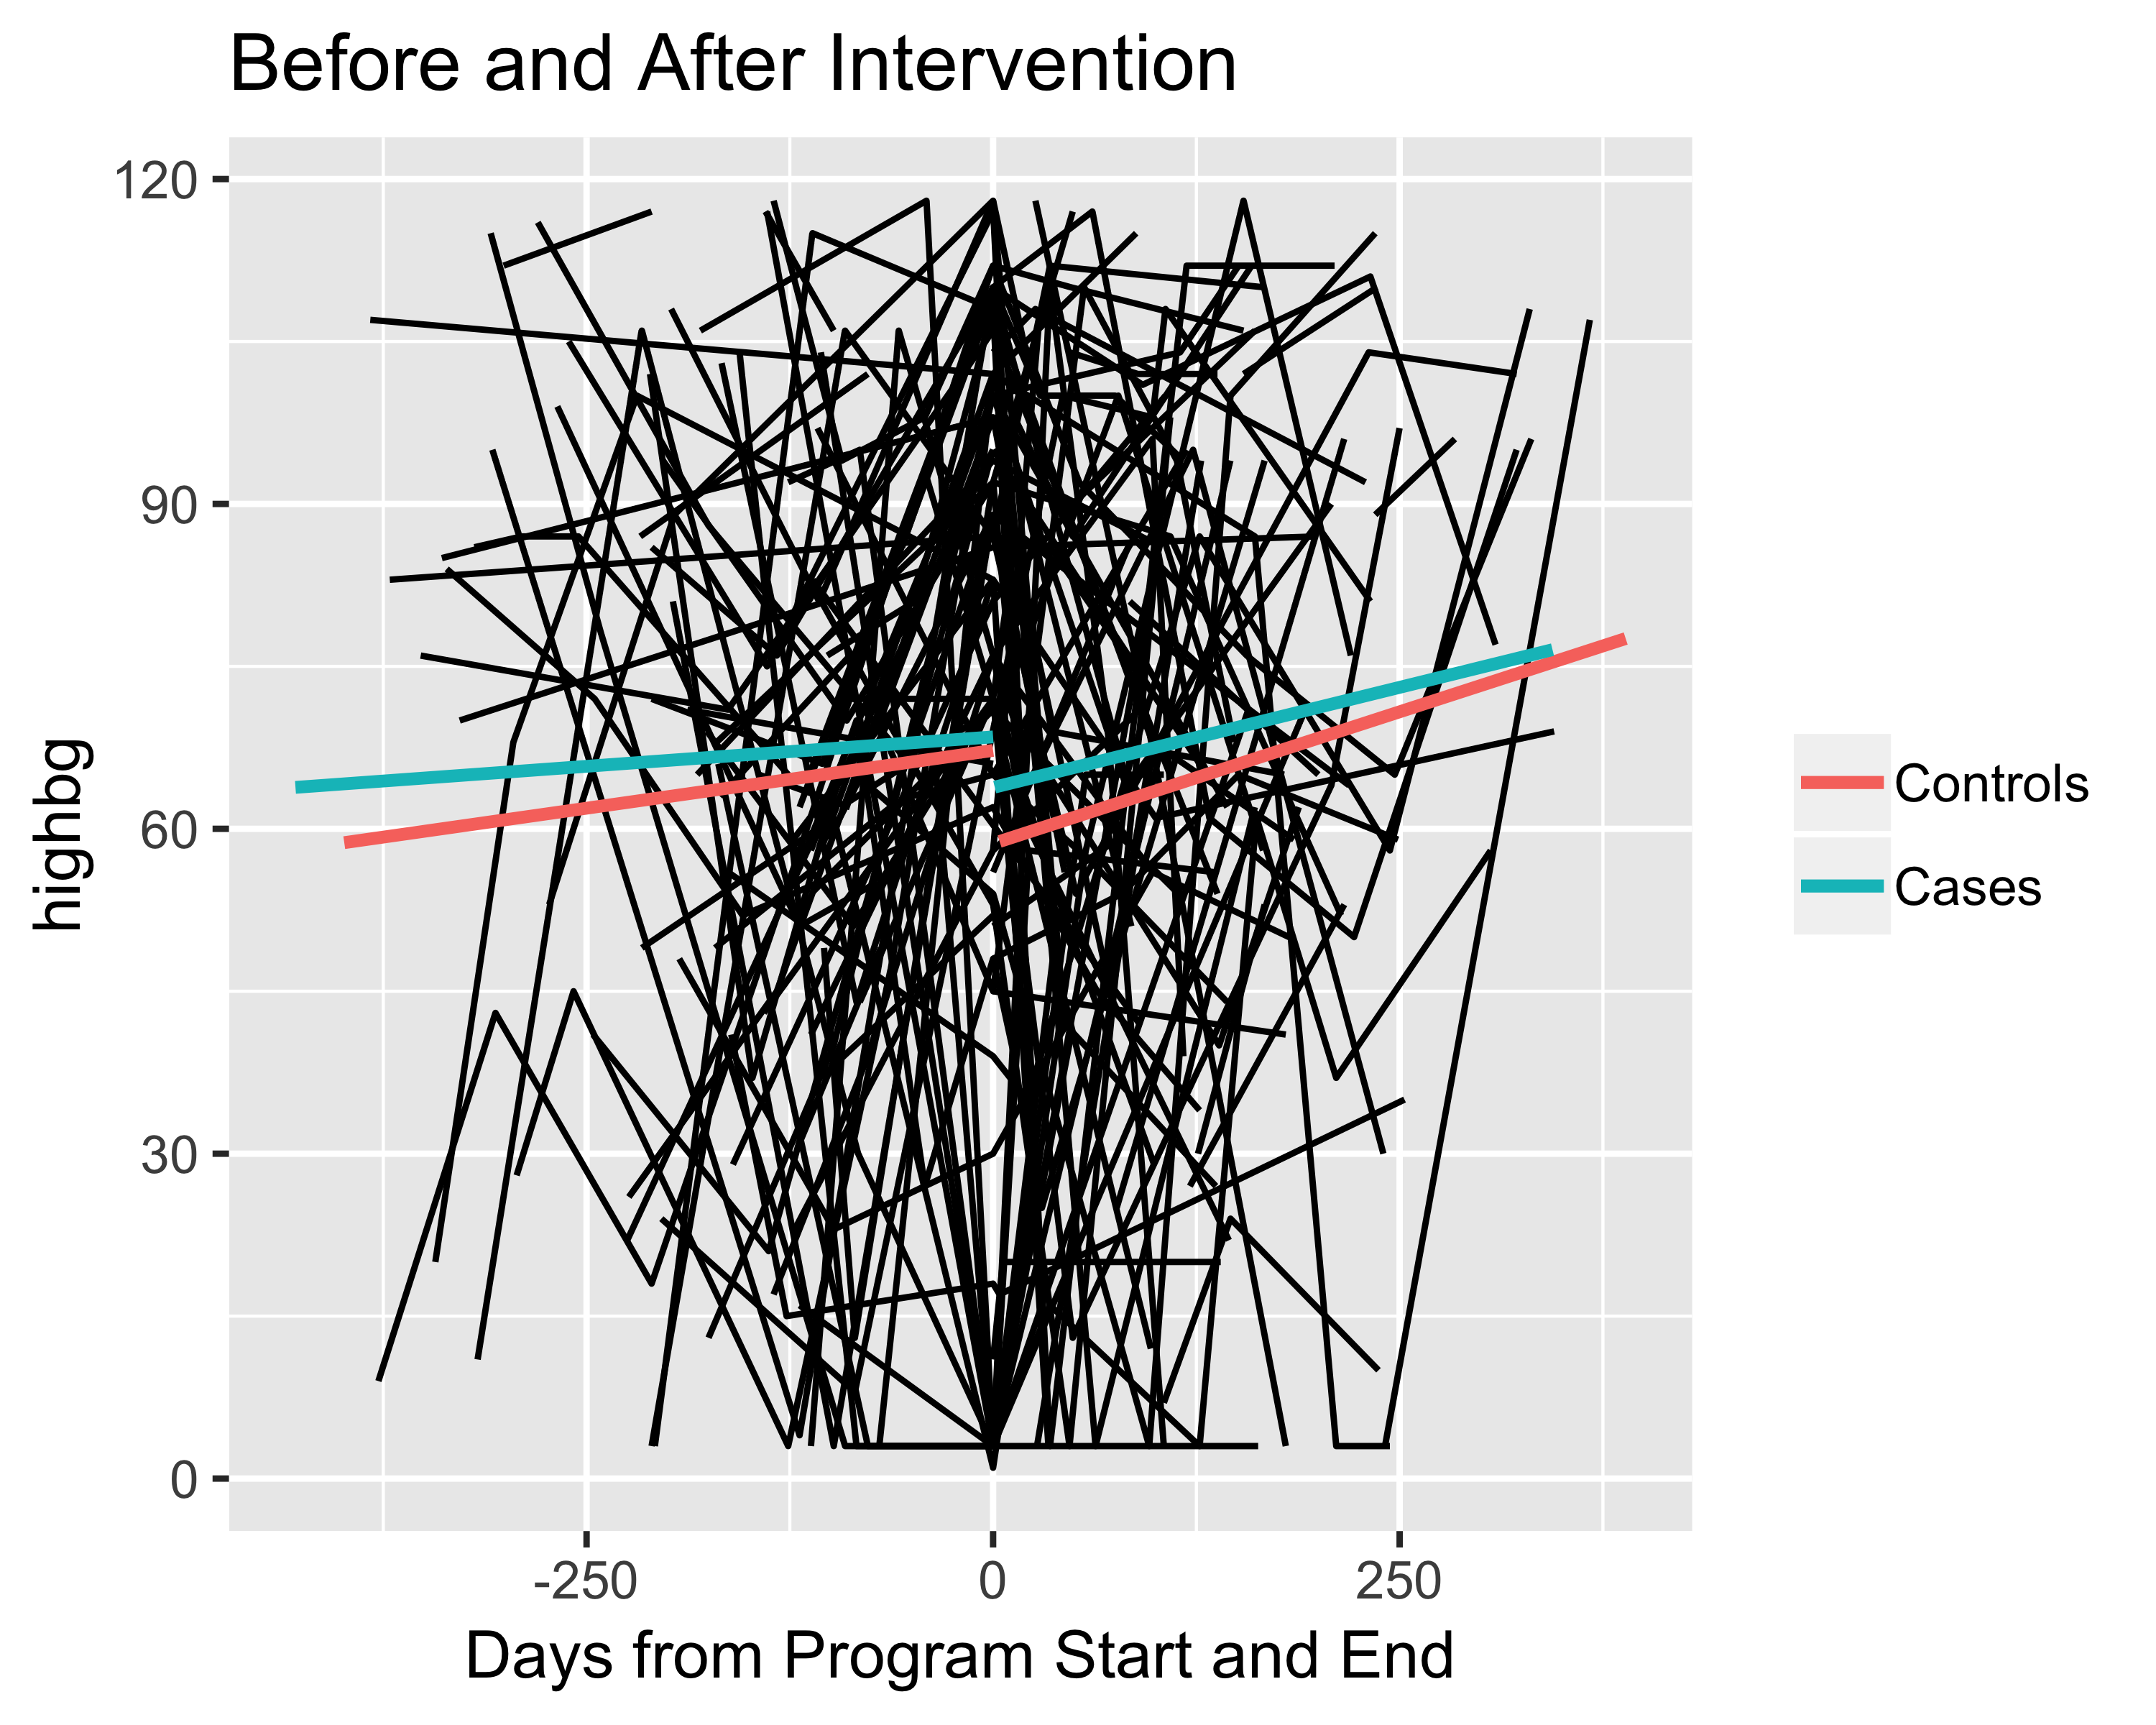 Before and After Intervention
120
90
60
30
0
highbg
-250
0
250
Days from Program Start and End
Controls
Cases